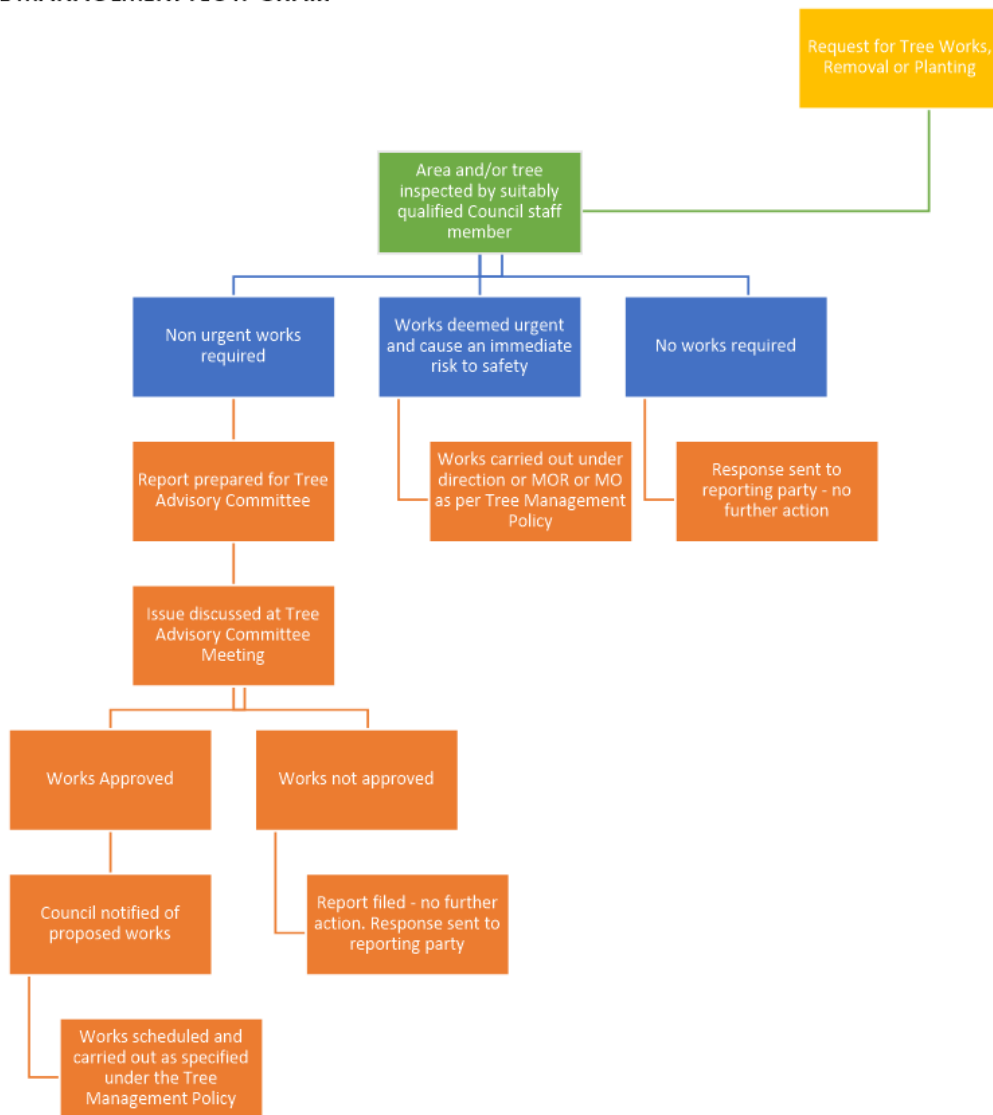 Request for Tree Works,
Removal or Planting
Area and/or tree
inspected by suitably
qualified Council staff
member
Non urgent works
required
Works deemed urgent
and cause an immediate
risk to safety
No works required
Report prepared for Tree
Advisory Committee
Works carried out under
direction or MOR or MO
as per Tree Management
Policy
Response sent to
reporting party - no
further action
Issue discussed at Tree
Advisory Committee
Meeting
Works Approved
Works not approved
Council notified of
proposed works
Report filed - no further
action. Response sent to
reporting party
Works scheduled and
carried out as specified
under the Tree
Management Policy